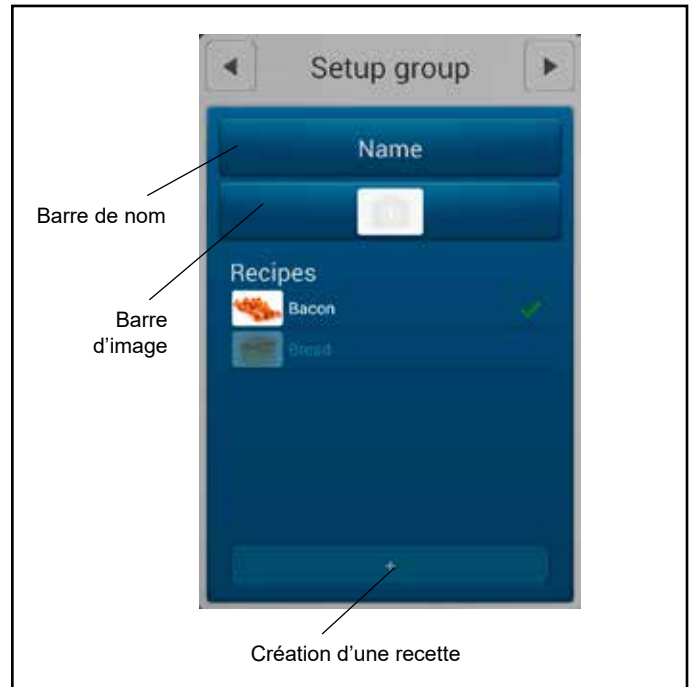 Setup group
Name
Barre de nom
Recipes
Bacon
Barre
d’image
Bread
+
Création d’une recette